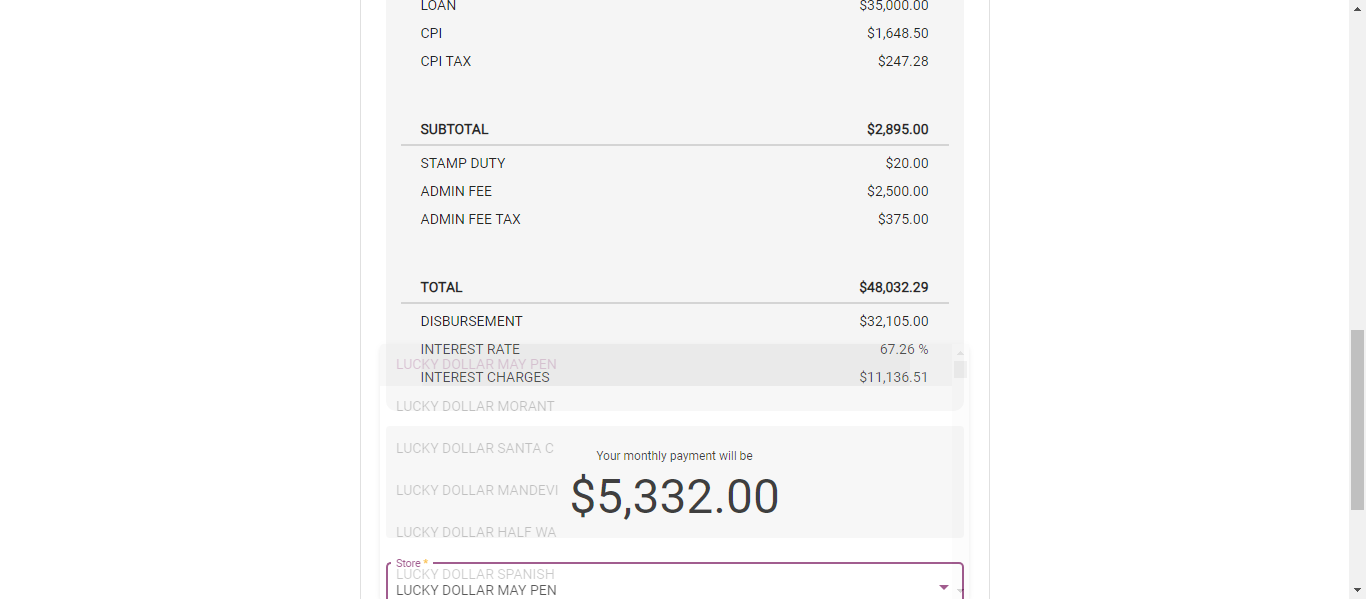 LOAN $35,000.00
CPI $1,648.50
CPI TAX $247.28
SUBTOTAL $2,895.00
STAMP DUTY $20.00
ADMIN FEE $2,500.00
ADMIN FEE TAX $375.00
TOTAL $48,032.29
DISBURSEMENT $32,105.00
INTEREST RATE 67.26 %
LUCKY DOLLAR MAY PEN
INTEREST CHARGES $11,136.51
LUCKY DOLLAR MORANT
LUCKY DOLLAR SANTA C
Your monthly payment will be
LUCKY DOLLAR MANDEVI
$5,332.00
LUCKY DOLLAR HALF WA
Store *
LUCKY DOLLAR SPANISH
LUCKY DOLLAR MAY PEN